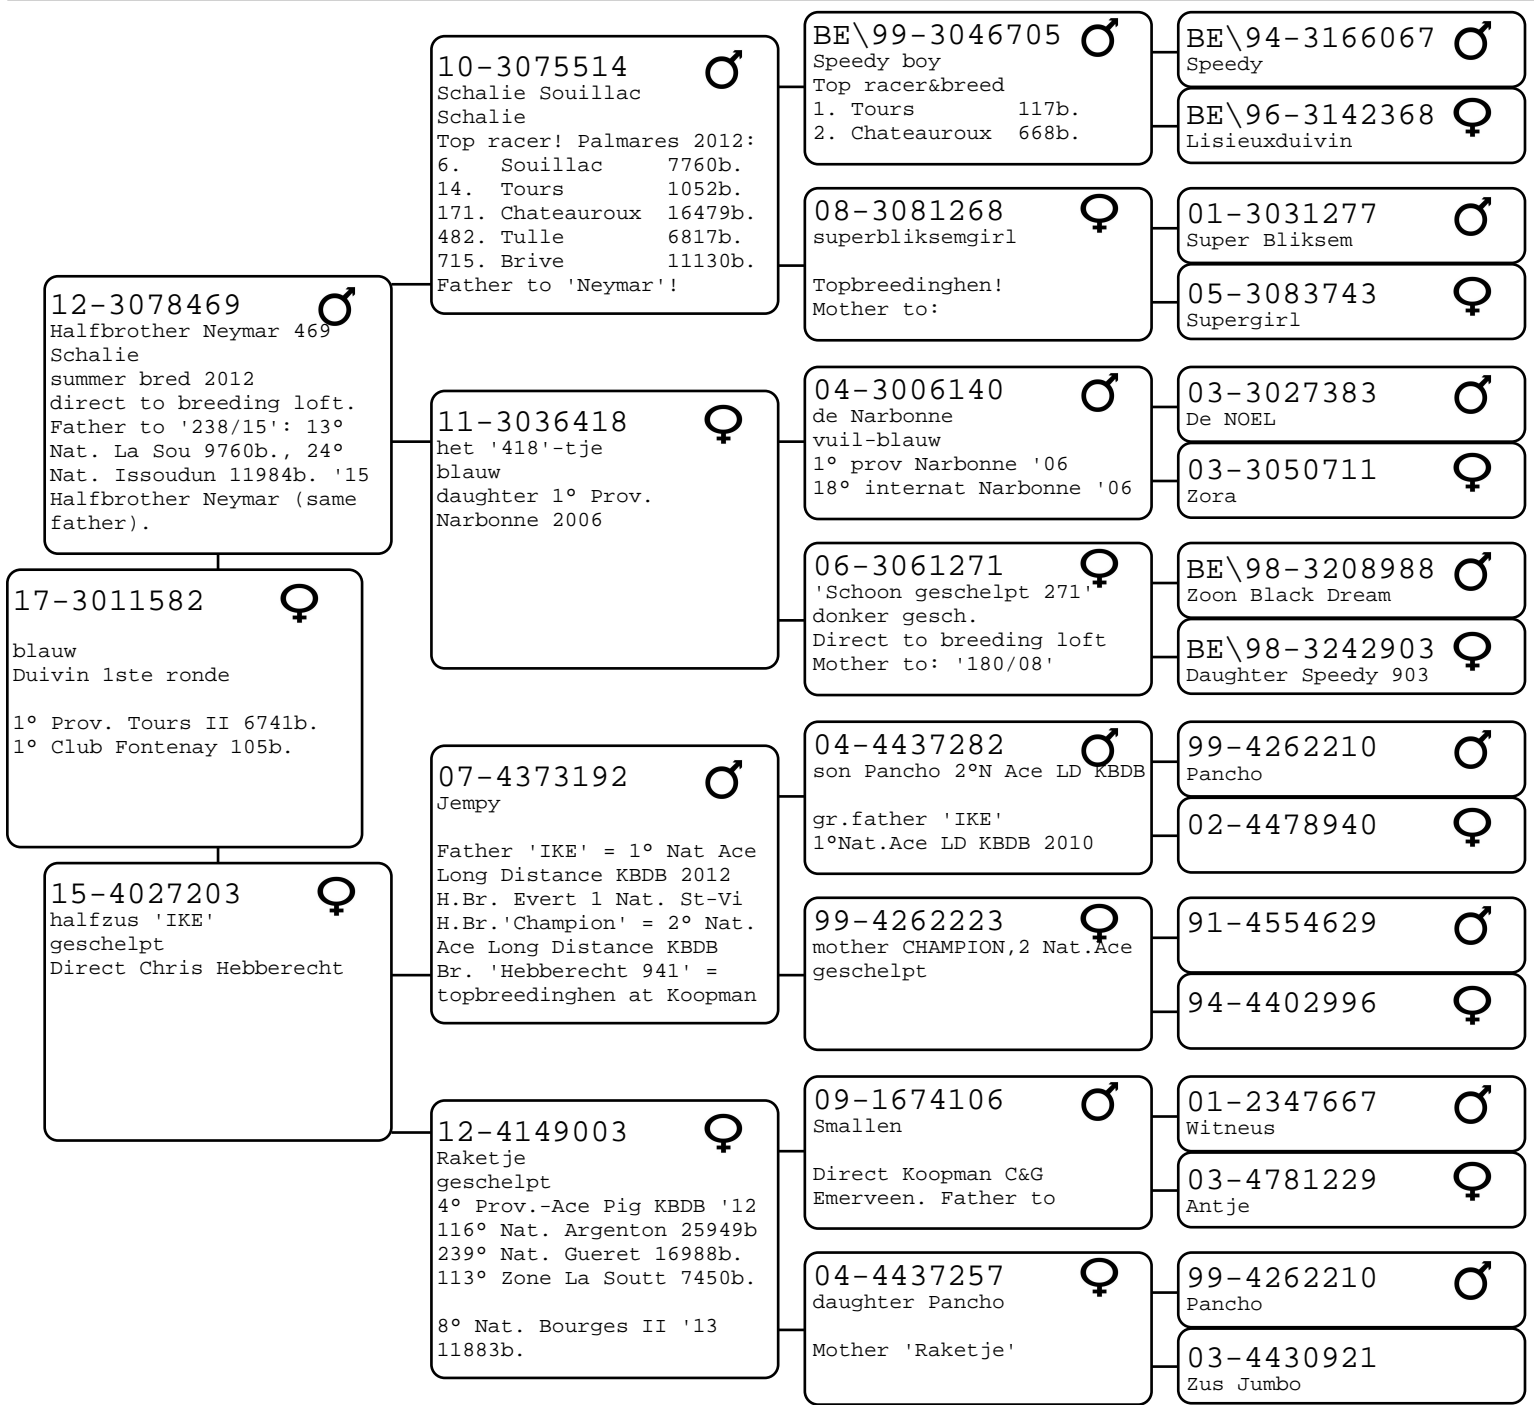 17-3011582
blauw
Duivin 1ste ronde
1° Prov. Tours II 6741b.
1° Club Fontenay 105b.
12-3078469
Halfbrother Neymar 469
Schalie
summer bred 2012
direct to breeding loft.
Father to '238/15': 13°
Nat. La Sou 9760b., 24°
Nat. Issoudun 11984b. '15
Halfbrother Neymar (same
father).
15-4027203
halfzus 'IKE'
geschelpt
Direct Chris Hebberecht
10-3075514
Schalie Souillac
Schalie
Top racer! Palmares 2012:
6. Souillac 7760b.
14. Tours 1052b.
171. Chateauroux 16479b.
482. Tulle 6817b.
715. Brive 11130b.
Father to 'Neymar'!
11-3036418
het '418'-tje
blauw
daughter 1° Prov.
Narbonne 2006
07-4373192
Jempy
Father 'IKE' = 1° Nat Ace
Long Distance KBDB 2012
H.Br. Evert 1 Nat. St-Vi
H.Br.'Champion' = 2° Nat.
Ace Long Distance KBDB
Br. 'Hebberecht 941' =
topbreedinghen at Koopman
12-4149003
Raketje
geschelpt
4° Prov.-Ace Pig KBDB '12
116° Nat. Argenton 25949b
239° Nat. Gueret 16988b.
113° Zone La Soutt 7450b.
8° Nat. Bourges II '13
11883b.
BE\99-3046705
Speedy boy
Top racer&breed
1. Tours 117b.
2. Chateauroux 668b.
08-3081268
superbliksemgirl
Topbreedinghen!
Mother to:
04-3006140
de Narbonne
vuil-blauw
1° prov Narbonne '06
18° internat Narbonne '06
06-3061271
'Schoon geschelpt 271'
donker gesch.
Direct to breeding loft
Mother to: '180/08'
04-4437282
son Pancho 2°N Ace LD KBDB
gr.father 'IKE'
1°Nat.Ace LD KBDB 2010
99-4262223
mother CHAMPION,2 Nat.Ace
geschelpt
09-1674106
Smallen
Direct Koopman C&G
Emerveen. Father to
04-4437257
daughter Pancho
Mother 'Raketje'
BE\94-3166067
Speedy
BE\96-3142368
Lisieuxduivin
01-3031277
Super Bliksem
05-3083743
Supergirl
03-3027383
De NOEL
03-3050711
Zora
BE\98-3208988
Zoon Black Dream
BE\98-3242903
Daughter Speedy 903
99-4262210
Pancho
02-4478940
91-4554629
94-4402996
01-2347667
Witneus
03-4781229
Antje
99-4262210
Pancho
03-4430921
Zus Jumbo